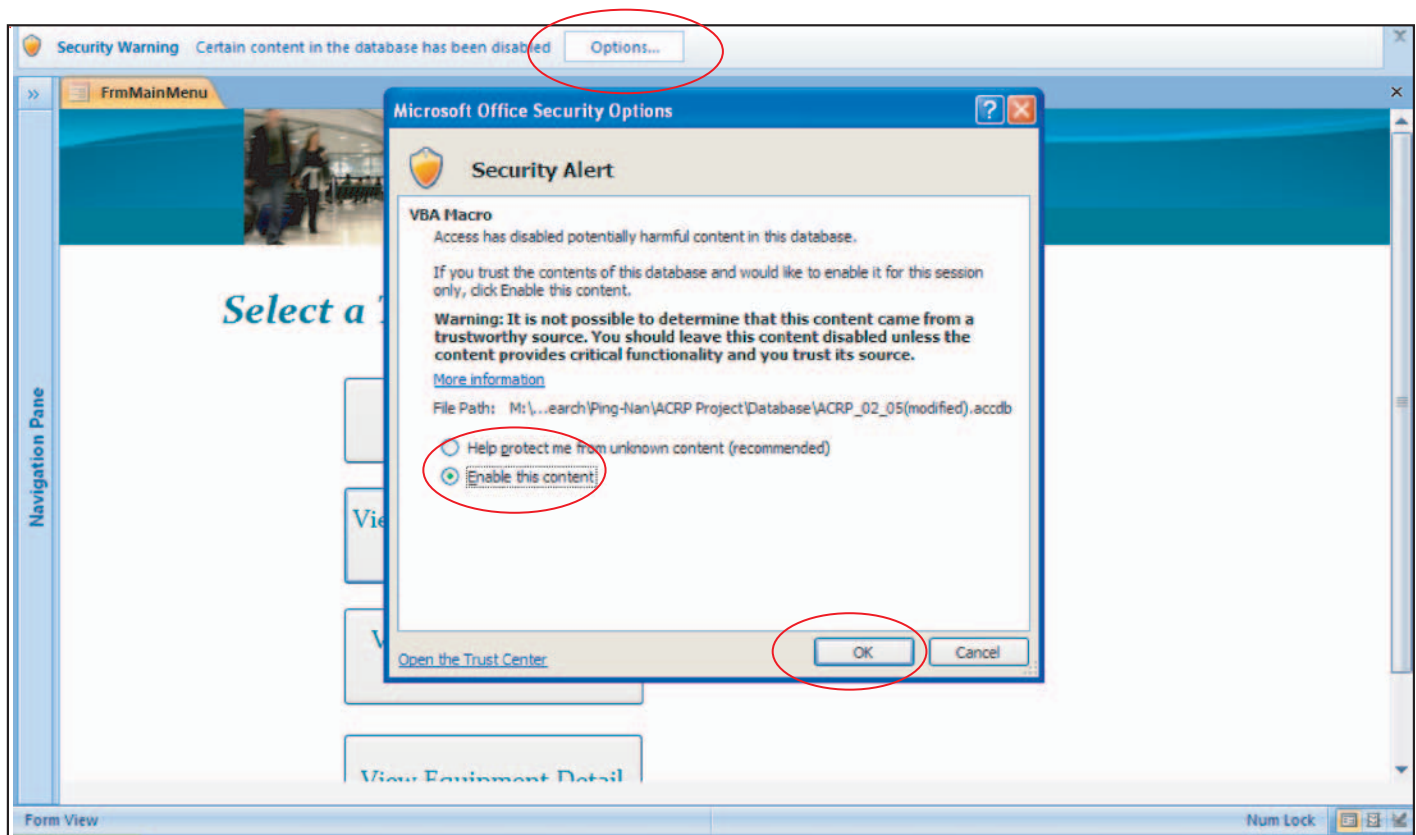 Security Warning Certain content in the database has been disabled Options...
FrmMainMenu
Microsoft Office Security Options
Security Alert
VBA Macro
Access has disabled potentially harmful content in this database.
If you trust the contents of this database and would like to enable it for this session
only, click Enable this content.
Warning: It is not possible to determine that this content came from a
trustworthy source. You should leave this content disabled unless the
content provides critical functionality and you trust its source.
More information
File Path: M:\...earch\Ping-Nan\ACRP Project\Database\ACRP_02_05(modified).accdb
Help protect me from unknown content (recommended)
Enable this content
Open the Trust Center
OK Cancel
Select a
View Equipment Detail
Navigation Pane
Form View
Num Lock